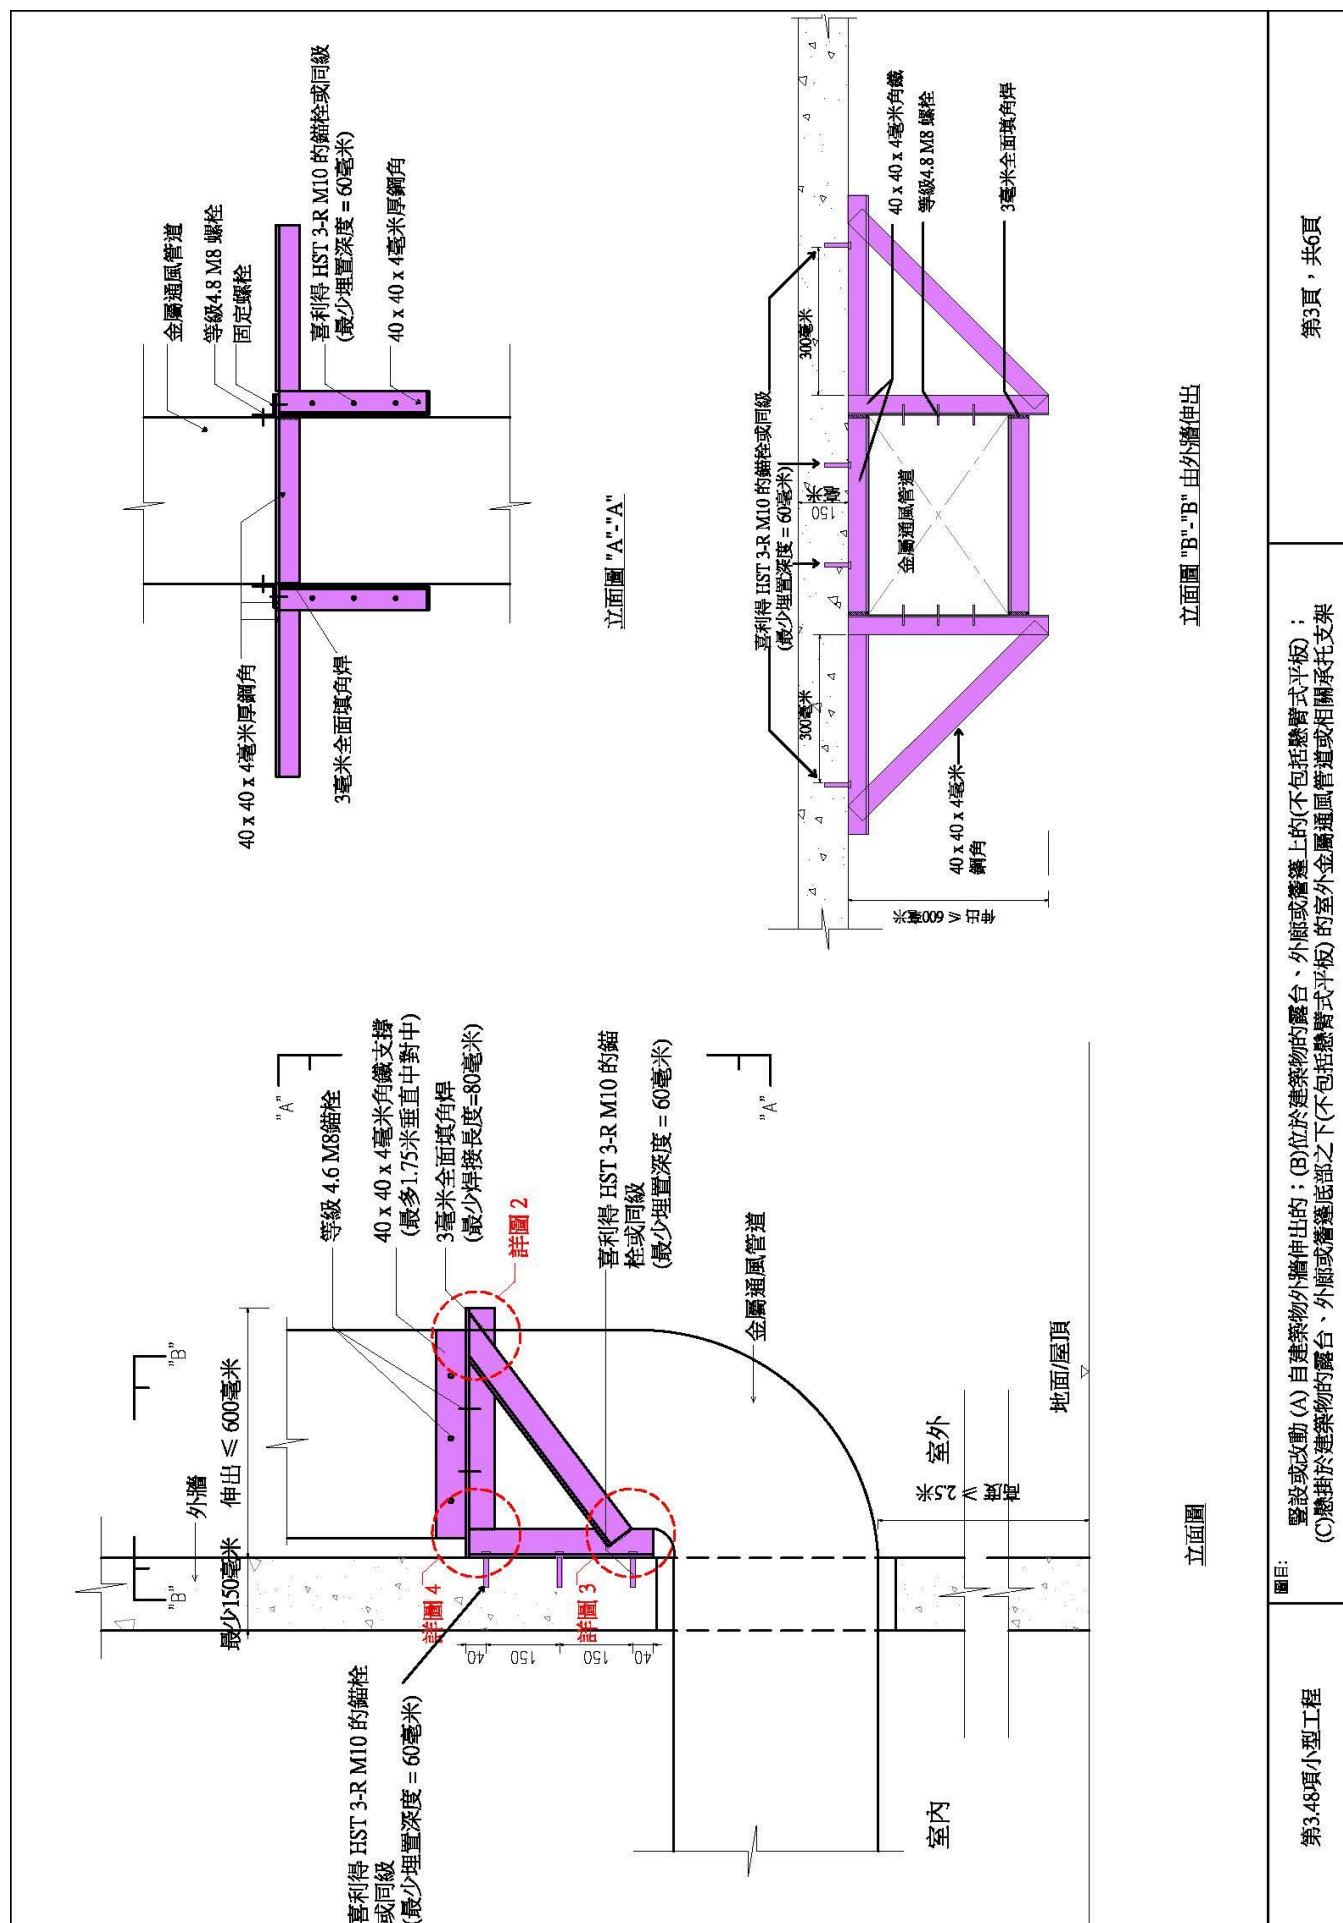 喜利得 HST 3-R M10 的錨栓
或同級
(最少埋置深度 = 60毫米)
"B"
"B"
外牆
最少150毫米
伸出 ≤ 600毫米
等級 4.6 M8錨栓
40 x 40 x 4毫米角鐵支撐
(最多1.75米垂直中對中)
3毫米全面填角焊
(最少焊接長度=80毫米)
"A"
"A"
詳圖 4
詳圖 2
詳圖 3
40
150
150
40
喜利得 HST 3-R M10 的錨
栓或同級
(最少埋置深度 = 60毫米)
金屬通風管道
室內
室外
2.5米
地面/屋頂
立面圖
40 x 40 x 4毫米厚鋼角
3毫米全面填角焊
金屬通風管道
等級4.8 M8 螺栓
固定螺栓
喜利得 HST 3-R M10 的錨栓或同級
(最少埋置深度 = 60毫米)
40 x 40 x 4毫米厚鋼角
立面圖 "A"-"A"
喜利得 HST 3-R M10 的錨栓或同級
(最少埋置深度 = 60毫米)
300毫米
150毫米
300毫米
金屬通風管道
40 x 40 x 4毫米
鋼角
伸出 ≤ 600毫米
40 x 40 x 4毫米角鐵
等級4.8 M8 螺栓
3毫米全面填角焊
立面圖 "B"-"B" 由外牆伸出
第3.48項小型工程
圖目:
豎設或改動 (A) 自建築物外牆伸出的；(B)位於建築物的露台、外廊或簷篷上的(不包括懸臂式平板)；
(C)懸掛於建築物的露台、外廊或簷篷底部之下(不包括懸臂式平板) 的室外金屬通風管道或相關承托支架
第3頁，共6頁